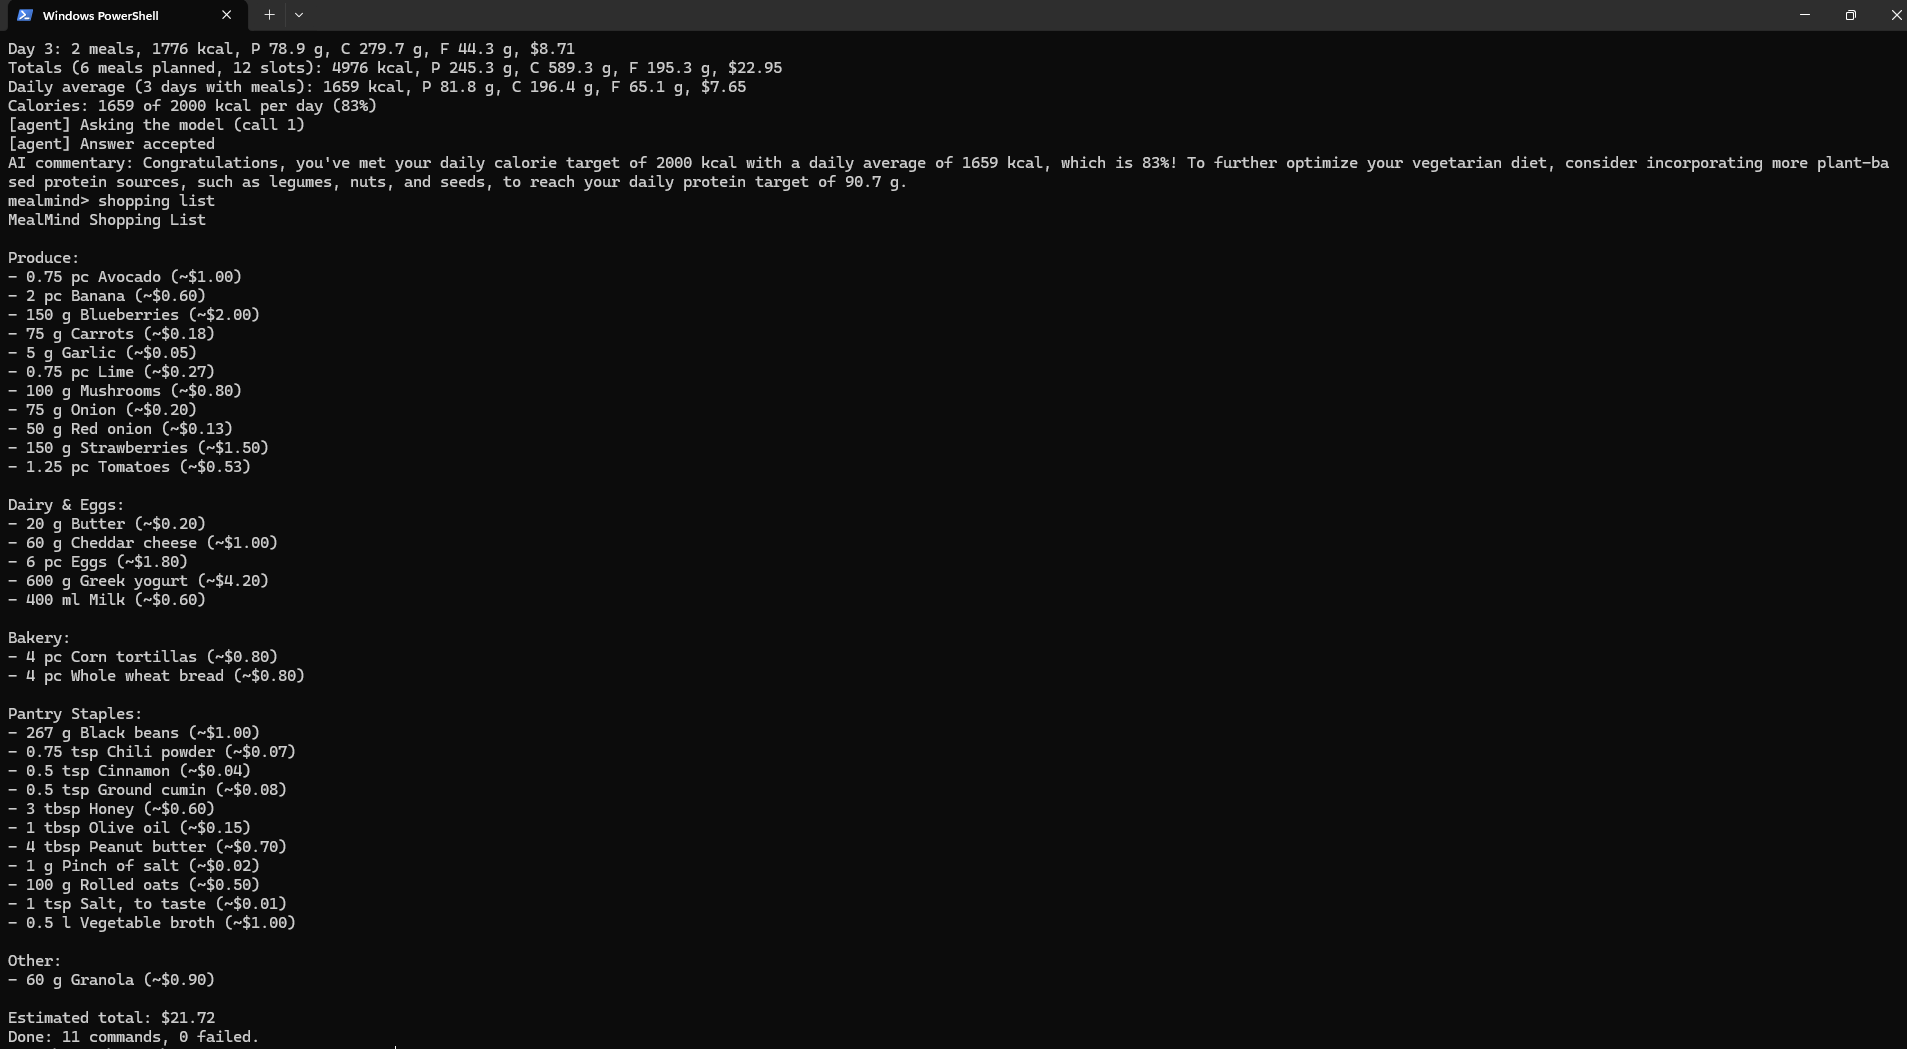 Windows PowerShell
Day 3: 2 meals, 1776 kcal, P 78.9 g, C 279.7 g, F 44.3 g, $8.71
Totals (6 meals planned, 12 slots): 4976 kcal, P 245.3 g, C 589.3 g, F 195.3 g, $22.95
Daily average (3 days with meals): 1659 kcal, P 81.8 g, C 196.4 g, F 65.1 g, $7.65
Calories: 1659 of 2000 kcal per day (83%)
[agent] Asking the model (call 1)
[agent] Answer accepted
AI commentary: Congratulations, you've met your daily calorie target of 2000 kcal with a daily average of 1659 kcal, which is 83%! To further optimize your vegetarian diet, consider incorporating more plant-ba
sed protein sources, such as legumes, nuts, and seeds, to reach your daily protein target of 90.7 g.
mealmind> shopping list
MealMind Shopping List
Produce:
- 0.75 pc Avocado (~$1.00)
- 2 pc Banana (~$0.60)
- 150 g Blueberries (~$2.00)
- 75 g Carrots (~$0.18)
- 5 g Garlic (~$0.05)
- 0.75 pc Lime (~$0.27)
- 100 g Mushrooms (~$0.80)
- 75 g Onion (~$0.20)
- 50 g Red onion (~$0.13)
- 150 g Strawberries (~$1.50)
- 1.25 pc Tomatoes (~$0.53)
Dairy & Eggs:
- 20 g Butter (~$0.20)
- 60 g Cheddar cheese (~$1.00)
- 6 pc Eggs (~$1.80)
- 600 g Greek yogurt (~$4.20)
- 400 ml Milk (~$0.60)
Bakery:
- 4 pc Corn tortillas (~$0.80)
- 4 pc Whole wheat bread (~$0.80)
Pantry Staples:
- 267 g Black beans (~$1.00)
- 0.75 tsp Chili powder (~$0.07)
- 0.5 tsp Cinnamon (~$0.04)
- 0.5 tsp Ground cumin (~$0.08)
- 3 tbsp Honey (~$0.60)
- 1 tbsp Olive oil (~$0.15)
- 4 tbsp Peanut butter (~$0.70)
- 1 g Pinch of salt (~$0.02)
- 100 g Rolled oats (~$0.50)
- 1 tsp Salt, to taste (~$0.01)
- 0.5 l Vegetable broth (~$1.00)
Other:
- 60 g Granola (~$0.90)
Estimated total: $21.72
Done: 11 commands, 0 failed.